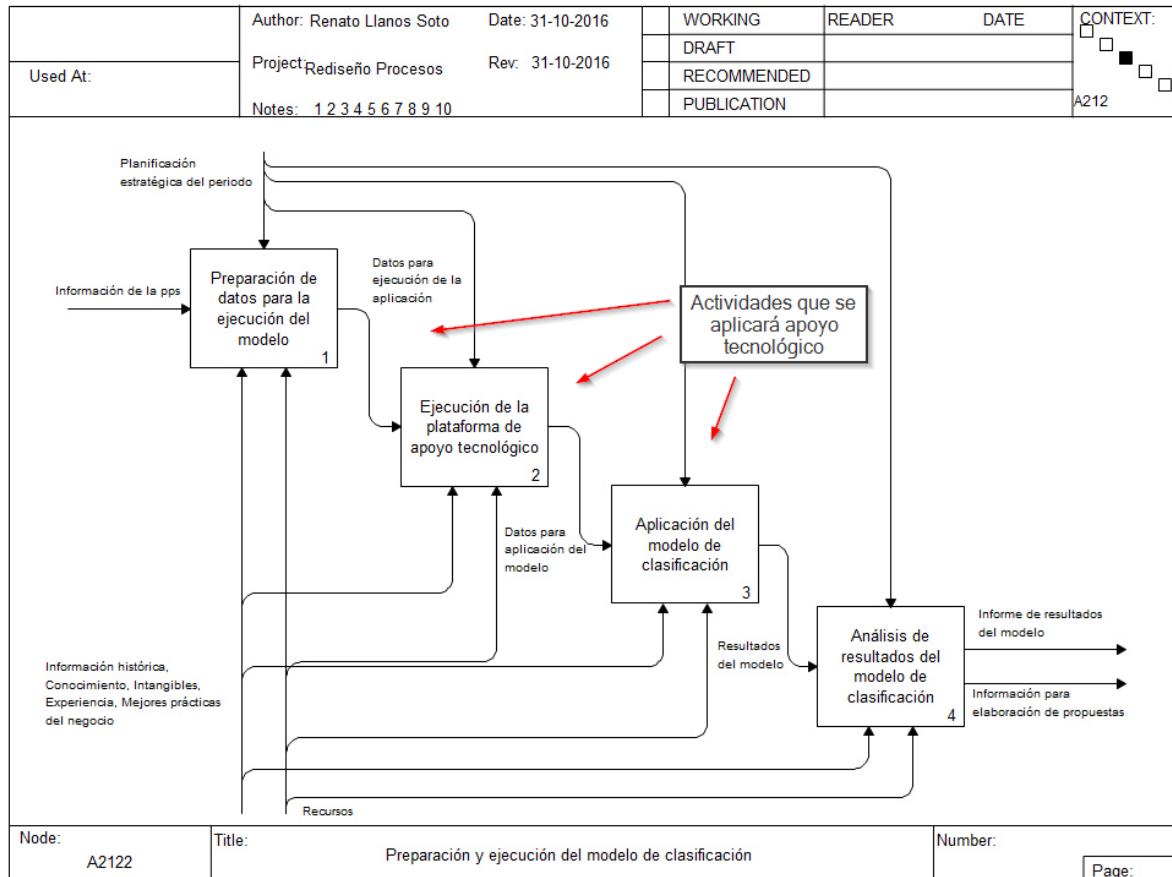 Used At:
Author: Renato Llanos Soto
Date: 31-10-2016
Project: Rediseño Procesos
Rev: 31-10-2016
Notes: 1 2 3 4 5 6 7 8 9 10
WORKING
DRAFT
RECOMMENDED
PUBLICATION
READER
DATE
CONTEXT:
A212
Planificación
estratégica del periodo
Información de la pps
Preparación de
datos para la
ejecución del
modelo
1
Datos para
ejecución de la
aplicación
Actividades que se
aplicará apoyo
tecnológico
Ejecución de la
plataforma de
apoyo tecnológico
2
Datos para
aplicación del
modelo
Aplicación del
modelo de
clasificación
3
Resultados
del modelo
Análisis de
resultados del
modelo de
clasificación
4
Informe de resultados
del modelo
Información para
elaboración de propuestas
Información histórica,
Conocimiento, Intangibles,
Experiencia, Mejores prácticas
del negocio
Recursos
Node:
A2122
Title:
Preparación y ejecución del modelo de clasificación
Number:
Page: